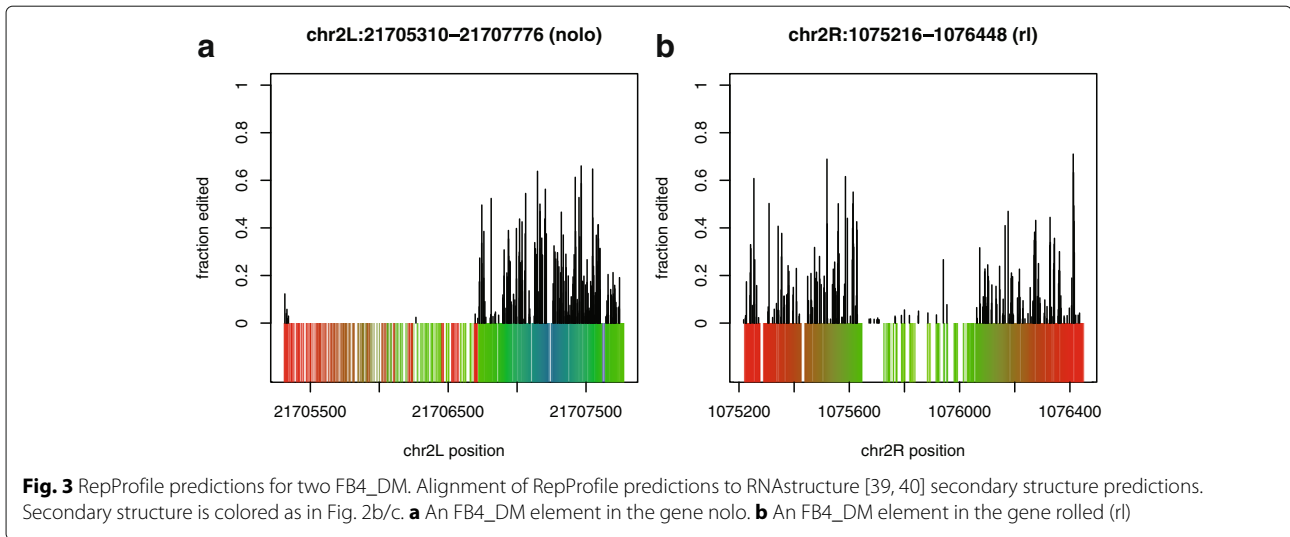 a
chr2L:21705310–21707776 (nolo)
fraction edited
1
0.8
0.6
0.4
0.2
0
21705500
21706500
21707500
chr2L position
b
chr2R:1075216–1076448 (rl)
fraction edited
1
0.8
0.6
0.4
0.2
0
1075200
1075600
1076000
1076400
chr2R position
Fig. 3 RepProfile predictions for two FB4_DM. Alignment of RepProfile predictions to RNAstructure [39, 40] secondary structure predictions.
Secondary structure is colored as in Fig. 2b/c. a An FB4_DM element in the gene nolo. b An FB4_DM element in the gene rolled (rl)